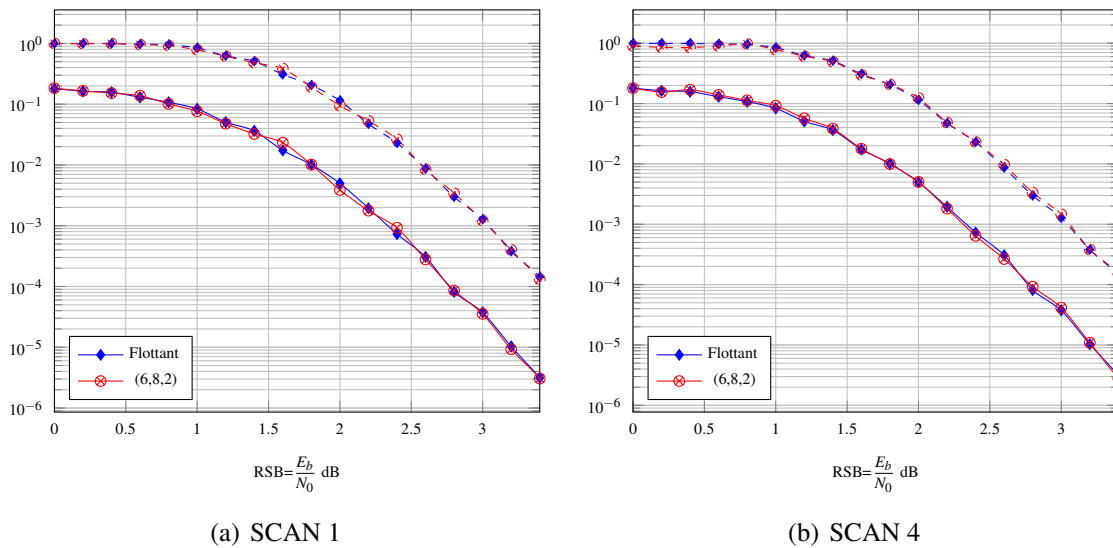 10^0
10^-1
10^-2
10^-3
10^-4
10^-5
10^-6
Flottant
(6,8,2)
0 0.5 1 1.5 2 2.5 3
RSB=E_b/N_0 dB
(a) SCAN 1
10^0
10^-1
10^-2
10^-3
10^-4
10^-5
10^-6
Flottant
(6,8,2)
0 0.5 1 1.5 2 2.5 3
RSB=E_b/N_0 dB
(b) SCAN 4